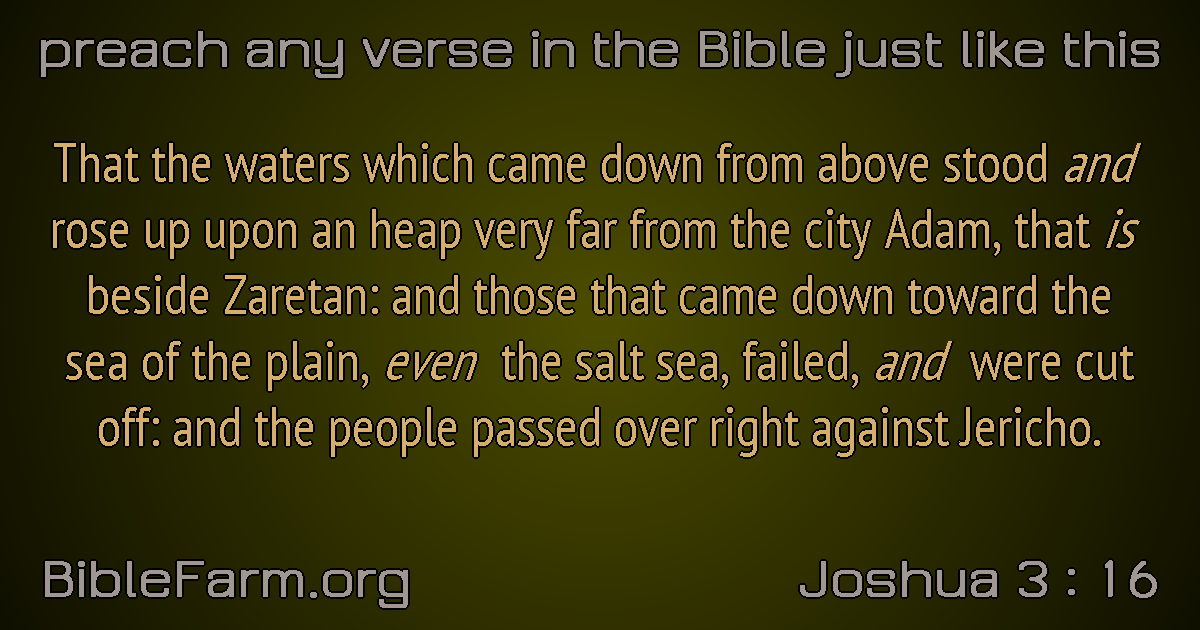 preach any verse in the Bible just like this
That the waters which came down from above stood and
rose up upon an heap very far from the city Adam, that is
beside Zaretan: and those that came down toward the
sea of the plain, even the salt sea, failed, and were cut
off: and the people passed over right against Jericho.
BibleFarm.org
Joshua 3 : 16